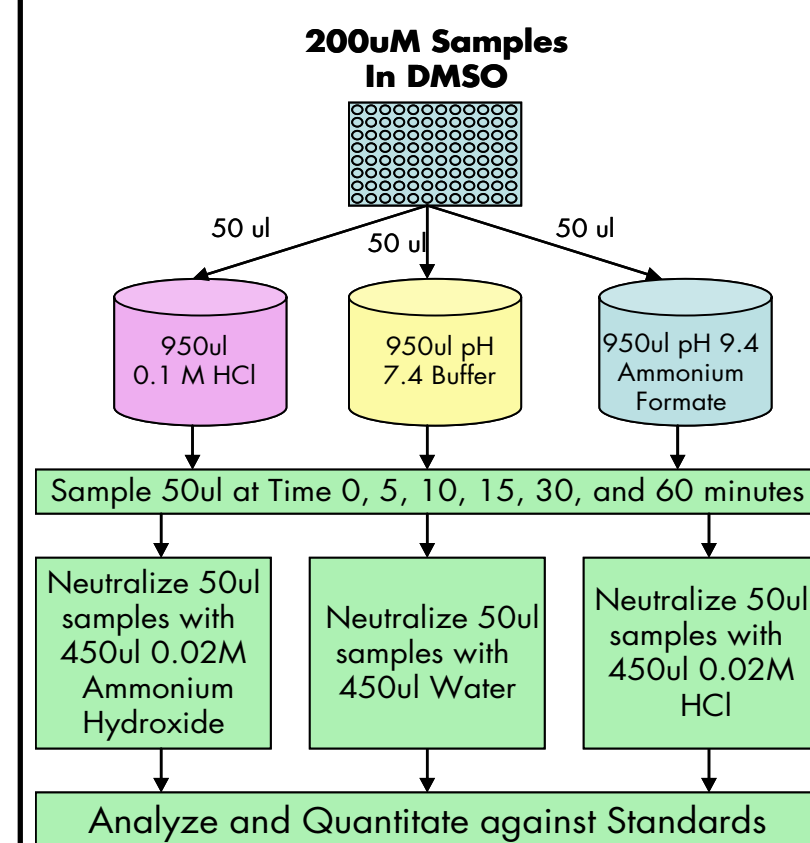 200uM Samples
In DMSO
50 ul
50 ul
50 ul
950ul
0.1 M HCl
950ul pH
7.4 Buffer
950ul pH 9.4
Ammonium
Formate
Sample 50ul at Time 0, 5, 10, 15, 30, and 60 minutes
Neutralize 50ul
samples with
450ul 0.02M
Ammonium
Hydroxide
Neutralize 50ul
samples with
450ul Water
Neutralize 50ul
samples with
450ul 0.02M
HCl
Analyze and Quantitate against Standards